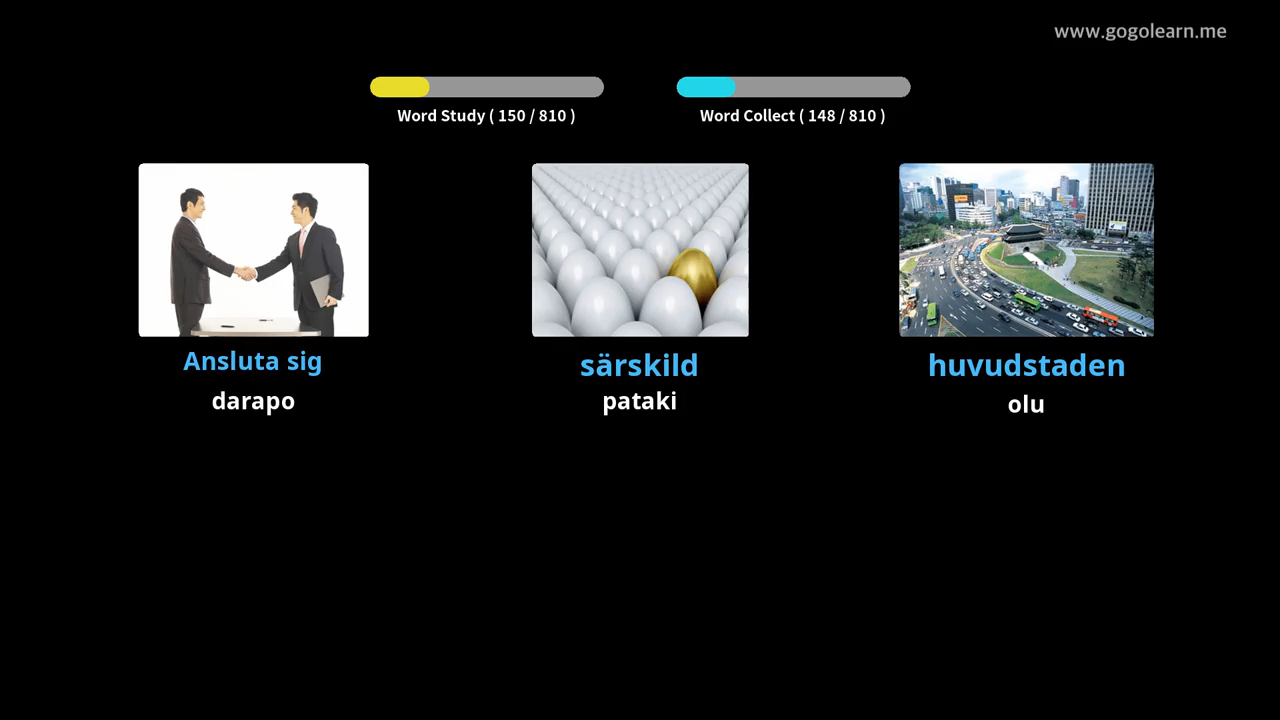 www.gogolearn.me
Word Study ( 150 / 810 )
Word Collect ( 148 / 810 )
Ansluta sig
särskild
huvudstaden
darapo
pataki
olu